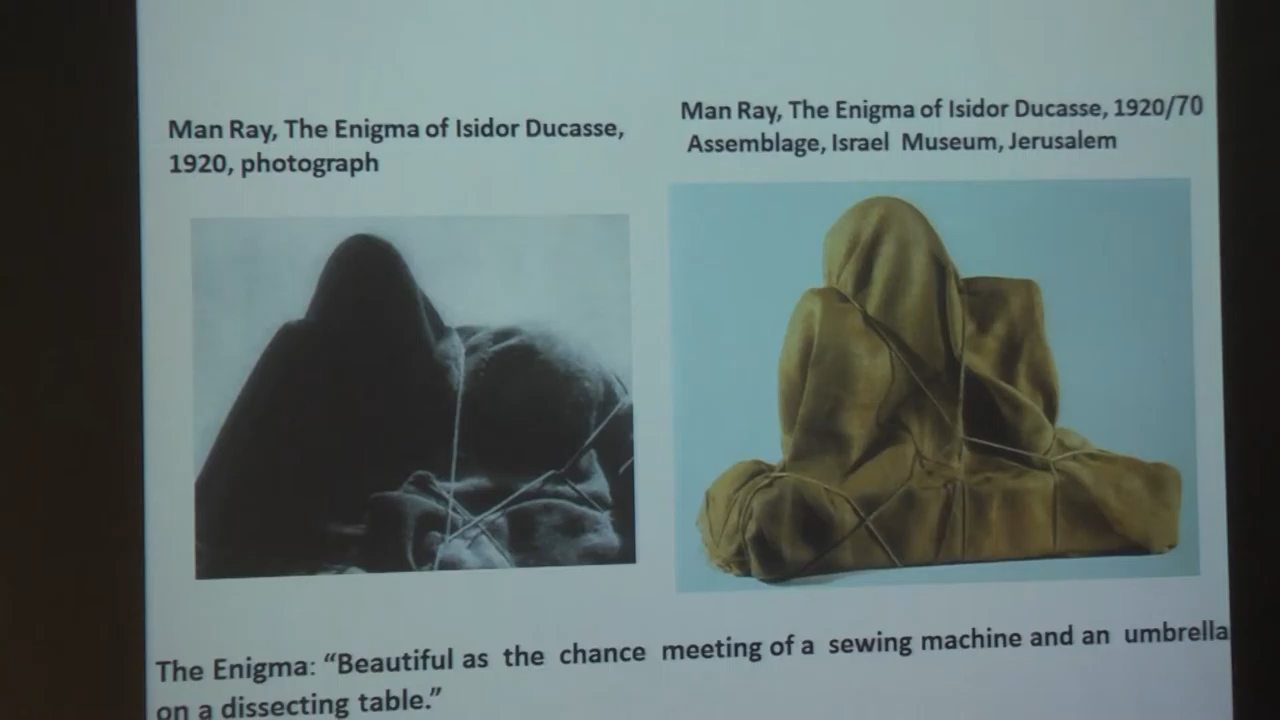 Man Ray, The Enigma of Isidor Ducasse,
1920, photograph
Man Ray, The Enigma of Isidor Ducasse, 1920/70
Assemblage, Israel Museum, Jerusalem
The Enigma: “Beautiful as the chance meeting of a sewing machine and an umbrella
on a dissecting table.”